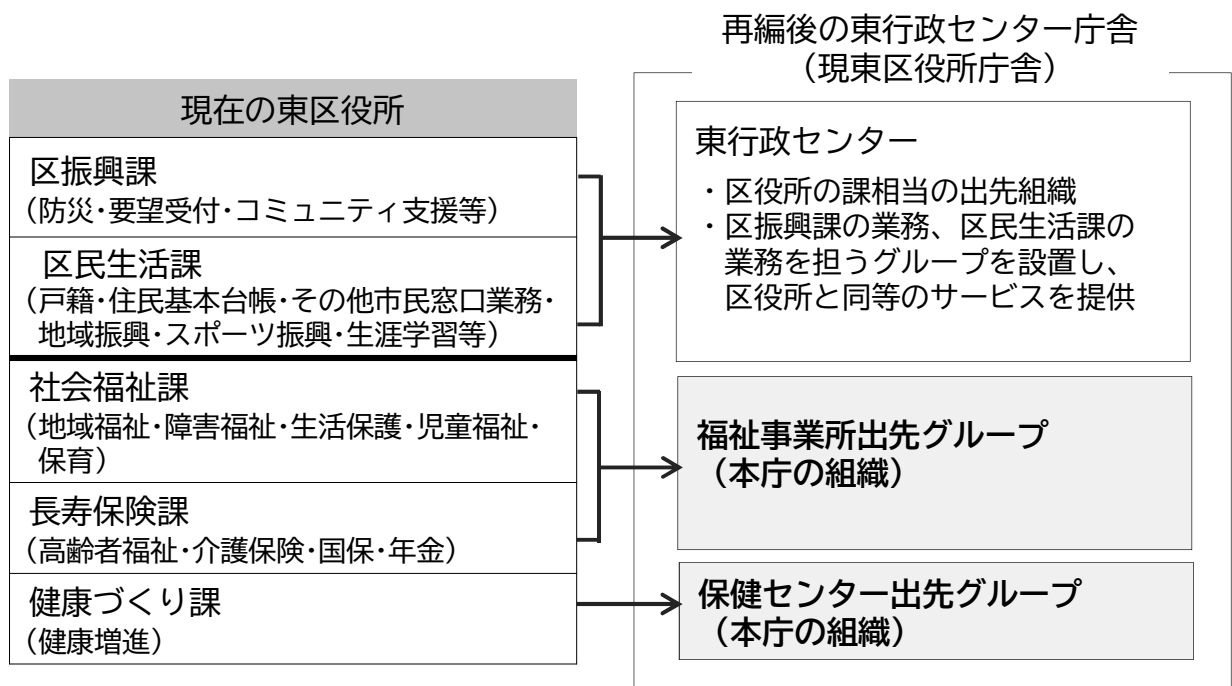 再編後の東行政センター庁舎
（現東区役所庁舎）
現在の東区役所
区振興課
（防災・要望受付・コミュニティ支援等）
区民生活課
（戸籍・住民基本台帳・その他市民窓口業務・
地域振興・スポーツ振興・生涯学習等）
社会福祉課
（地域福祉・障害福祉・生活保護・児童福祉・
保育）
長寿保険課
（高齢者福祉・介護保険・国保・年金）
健康づくり課
（健康増進）
東行政センター
・区役所の課相当の出先組織
・区振興課の業務、区民生活課の
業務を担うグループを設置し、
区役所と同等のサービスを提供
福祉事業所出先グループ
（本庁の組織）
保健センター出先グループ
（本庁の組織）